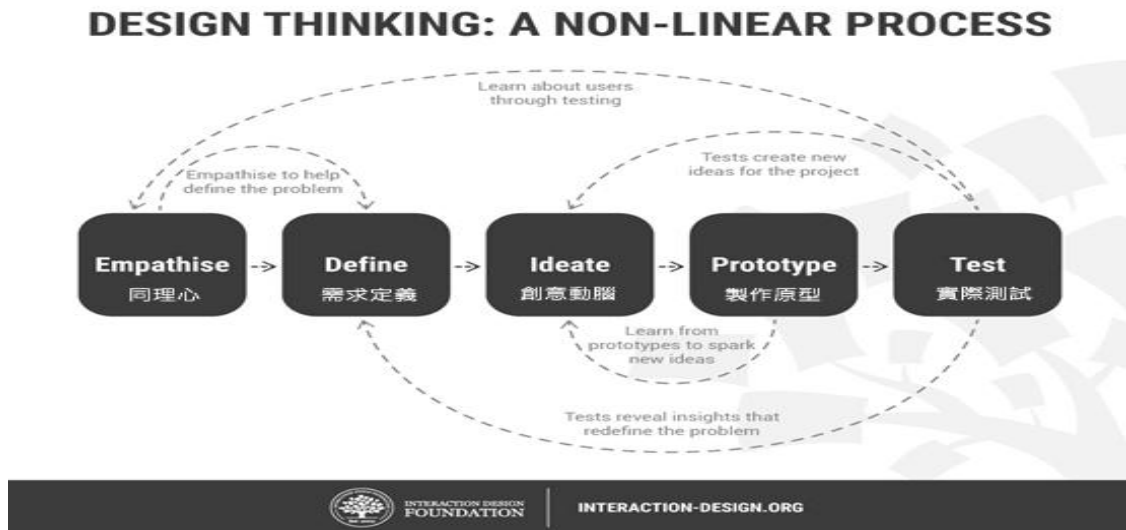 DESIGN THINKING: A NON-LINEAR PROCESS
Learn about users
through testing
Empathise to help
define the problem
Tests create new
ideas for the project
Empathise
同理心
Define
需求定義
Ideate
創意動腦
Prototype
製作原型
Test
實際測試
Learn from
prototypes to spark
new ideas
Tests reveal insights that
redefine the problem
INTERACTION DESIGN
FOUNDATION
INTERACTION-DESIGN.ORG